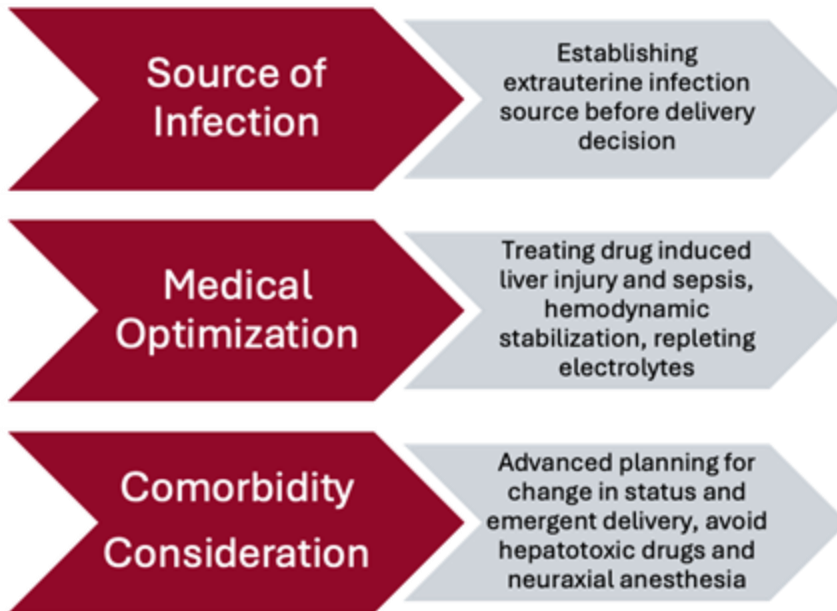 Source of
Infection
Establishing
extrauterine infection
source before delivery
decision
Medical
Optimization
Treating drug induced
liver injury and sepsis,
hemodynamic
stabilization, repleting
electrolytes
Comorbidity
Consideration
Advanced planning for
change in status and
emergent delivery, avoid
hepatotoxic drugs and
neuraxial anesthesia